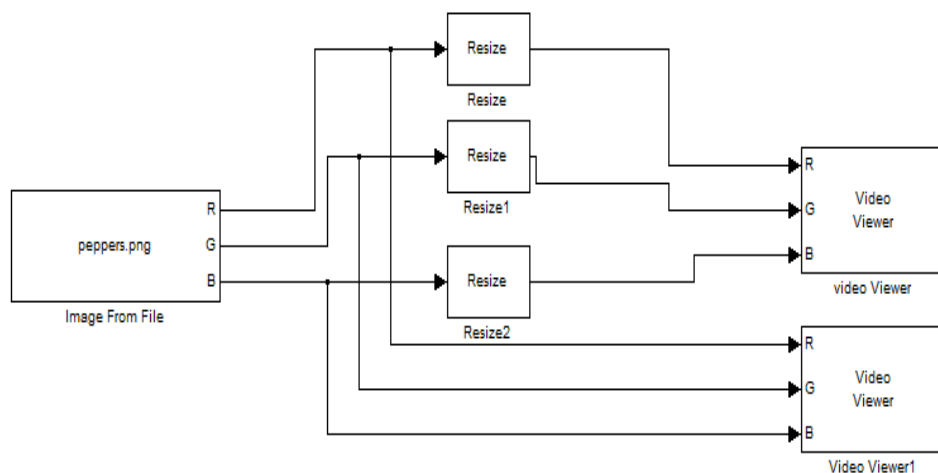 Resize
Resize
Resize
Resize1
R
G
B
peppers.png
Image From File
Resize
Resize2
R
G
B
Video
Viewer
video Viewer
R
G
B
Video
Viewer
Video Viewer1